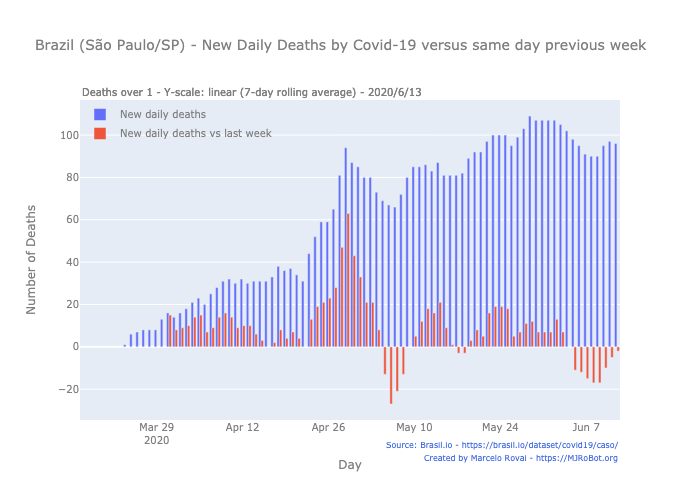 Brazil (São Paulo/SP) - New Daily Deaths by Covid-19 versus same day previous week
Deaths over 1 - Y-scale: linear (7-day rolling average) - 2020/6/13
New daily deaths
New daily deaths vs last week
Number of Deaths
100
80
60
40
20
0
−20
Mar 29
2020
Apr 12
Apr 26
May 10
May 24
Jun 7
Day
Source: Brasil.io - https://brasil.io/dataset/covid19/caso/
Created by Marcelo Rovai - https://MJRoBot.org